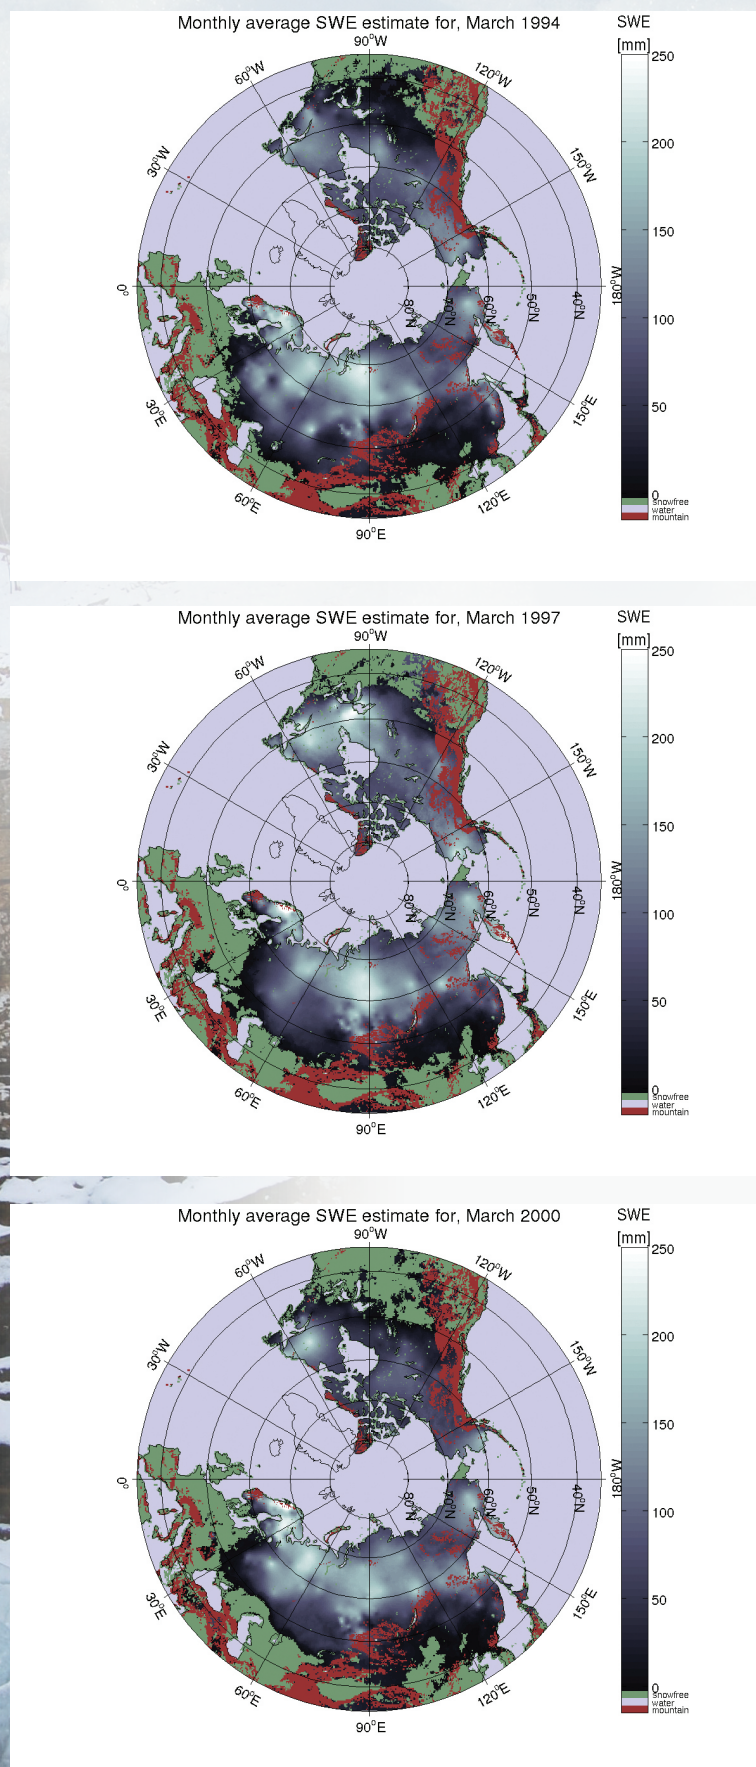 Monthly average SWE estimate for, March 1994
SWE
[mm]
90°W
60°W
120°W
30°W
150°W
0°
180°W
80°N
70°N
60°N
50°N
40°N
30°E
150°E
60°E
120°E
90°E
250
200
150
100
50
0
snowfree
water
mountain
Monthly average SWE estimate for, March 1997
SWE
[mm]
90°W
60°W
120°W
30°W
150°W
0°
180°W
80°N
70°N
60°N
50°N
40°N
30°E
150°E
60°E
120°E
90°E
250
200
150
100
50
0
snowfree
water
mountain
Monthly average SWE estimate for, March 2000
SWE
[mm]
90°W
60°W
120°W
30°W
150°W
0°
180°W
80°N
70°N
60°N
50°N
40°N
30°E
150°E
60°E
120°E
90°E
250
200
150
100
50
0
snowfree
water
mountain